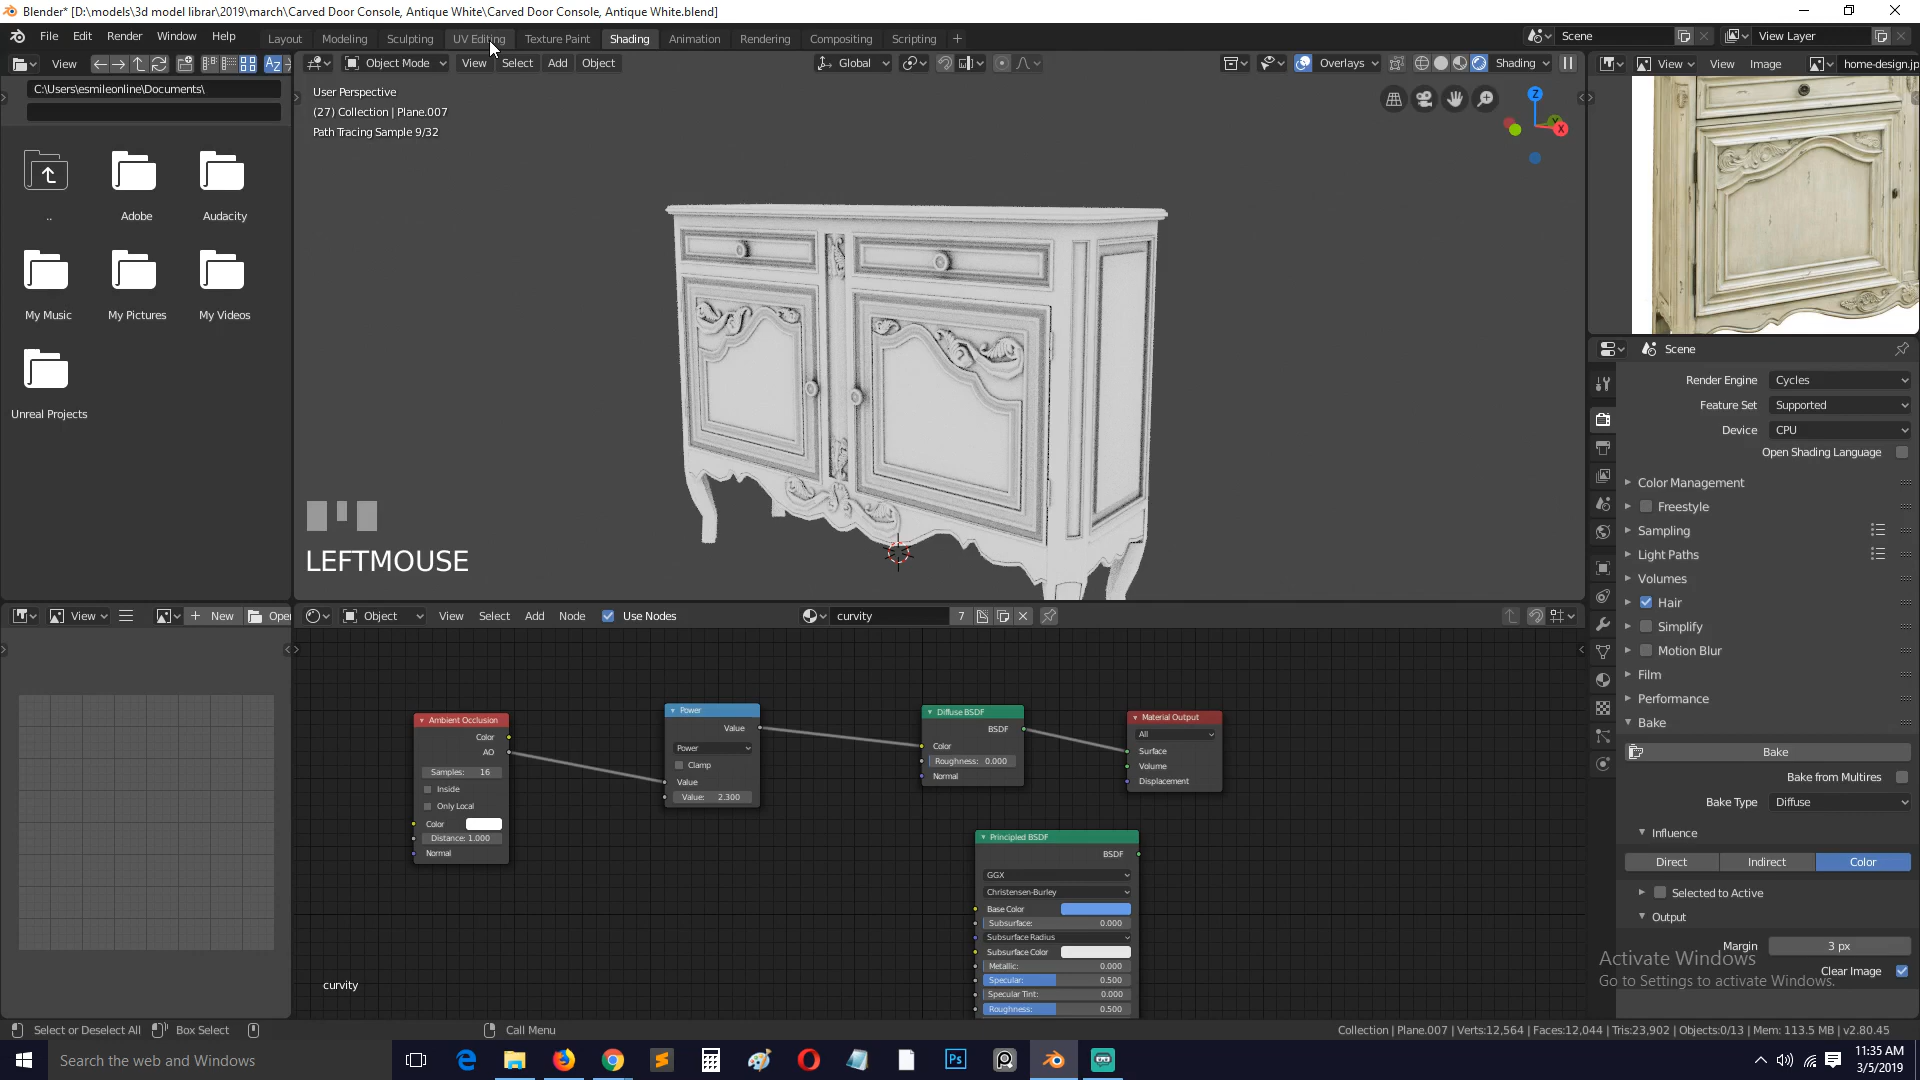 Blender* [D:\models\3d model librar\2019\march\Carved Door Console, Antique White\Carved Door Console, Antique White.blend]
File Edit Render Window Help Layout Modeling Sculpting UV Editing Texture Paint Shading Animation Rendering Compositing Scripting + Scene View Layer
View Object Mode View Select Add Object Global Overlays Shading View View Image home-design.jp
C:\Users\esmileonline\Documents\
User Perspective
(27) Collection | Plane.007
Path Tracing Sample 9/32
Z
X
..
Adobe
Audacity
My Music
My Pictures
My Videos
Unreal Projects
LEFTMOUSE
Scene
Render Engine Cycles
Feature Set Supported
Device CPU
Open Shading Language
Color Management
Freestyle
Sampling
Light Paths
Volumes
Hair
Simplify
Motion Blur
Film
Performance
Bake
Bake
Bake from Multires
Bake Type Diffuse
Influence
Direct Indirect Color
Selected to Active
Output
Margin 3 px
Clear Image
Activate Windows
Go to Settings to activate Windows.
View + New Open
Object View Select Add Node Use Nodes curvity 7
Ambient Occlusion
Color
AO
Samples: 16
Inside
Only Local
Color
Distance: 1.000
Normal
Power
Value
Power
Clamp
Value
Value: 2.300
Diffuse BSDF
BSDF
Color
Roughness: 0.000
Normal
Material Output
All
Surface
Volume
Displacement
Principled BSDF
BSDF
GGX
Christensen-Burley
Base Color
Subsurface: 0.000
Subsurface Radius
Subsurface Color
Metallic: 0.000
Specular: 0.500
Specular Tint: 0.000
Roughness: 0.500
curvity
Select or Deselect All Box Select Call Menu Collection | Plane.007 | Verts:12,564 | Faces:12,044 | Tris:23,902 | Objects:0/13 | Mem: 113.5 MB | v2.80.45
Search the web and Windows
Ps
11:35 AM
3/5/2019